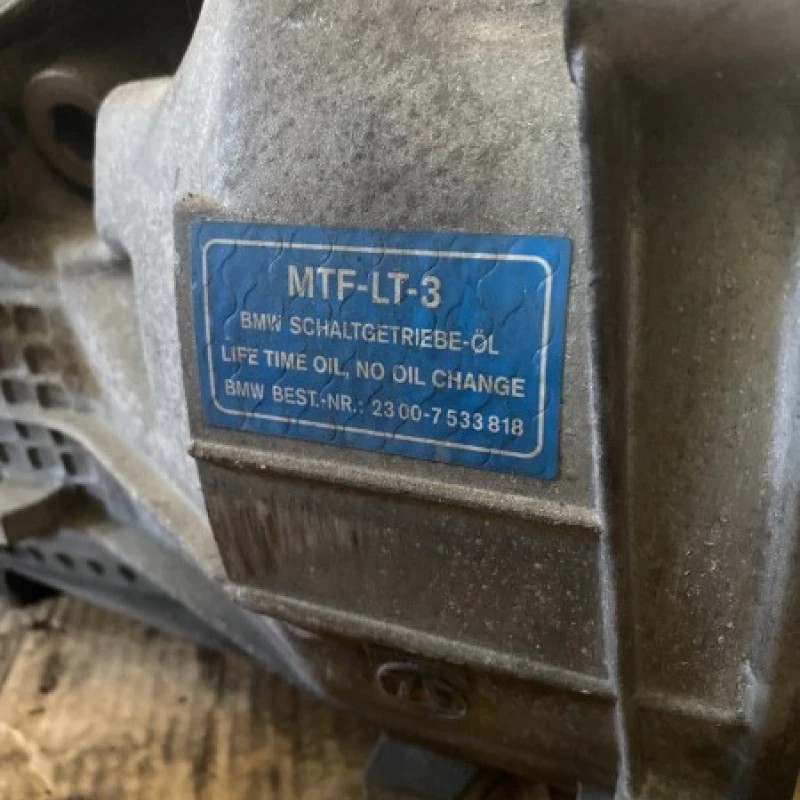 MTF-LT-3
BMW SCHALTGETRIEBE-ÖL
LIFE TIME OIL, NO OIL CHANGE
BMW BEST.-NR.: 23 00-7 533 818